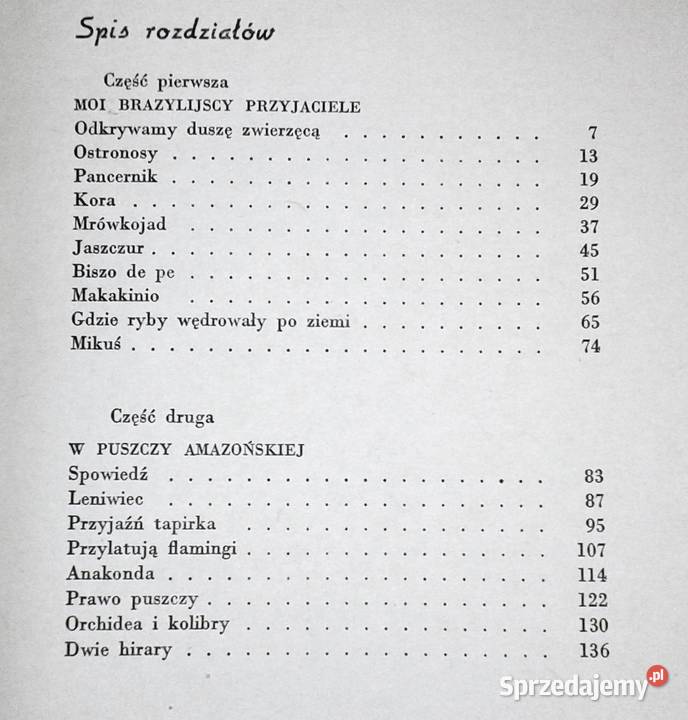 Spis rozdziałów
Część pierwsza
MOI BRAZYLIJSCY PRZYJACIELE
Odkrywamy duszę zwierzęcą . . . . . . . . . . . 7
Ostronosy . . . . . . . . . . . . . . . . . 13
Pancernik . . . . . . . . . . . . . . . . . 19
Kora . . . . . . . . . . . . . . . . . . 29
Mrówkojad . . . . . . . . . . . . . . . . 37
Jaszczur . . . . . . . . . . . . . . . . . 45
Biszo de pe . . . . . . . . . . . . . . . . 51
Makakinio . . . . . . . . . . . . . . . . 56
Gdzie ryby wędrowały po ziemi . . . . . . . . . . 65
Mikuś . . . . . . . . . . . . . . . . . . 74
Część druga
W PUSZCZY AMAZOŃSKIEJ
Spowiedź . . . . . . . . . . . . . . . . . 83
Leniwiec . . . . . . . . . . . . . . . . . 87
Przyjaźń tapirka . . . . . . . . . . . . . . 95
Przylatują flamingi . . . . . . . . . . . . . . 107
Anakonda . . . . . . . . . . . . . . . . . 114
Prawo puszczy . . . . . . . . . . . . . . . 122
Orchidea i kolibry . . . . . . . . . . . . . . 130
Dwie hirary . . . . . . . . . . . . . . . . 136
Sprzedajemy.pl